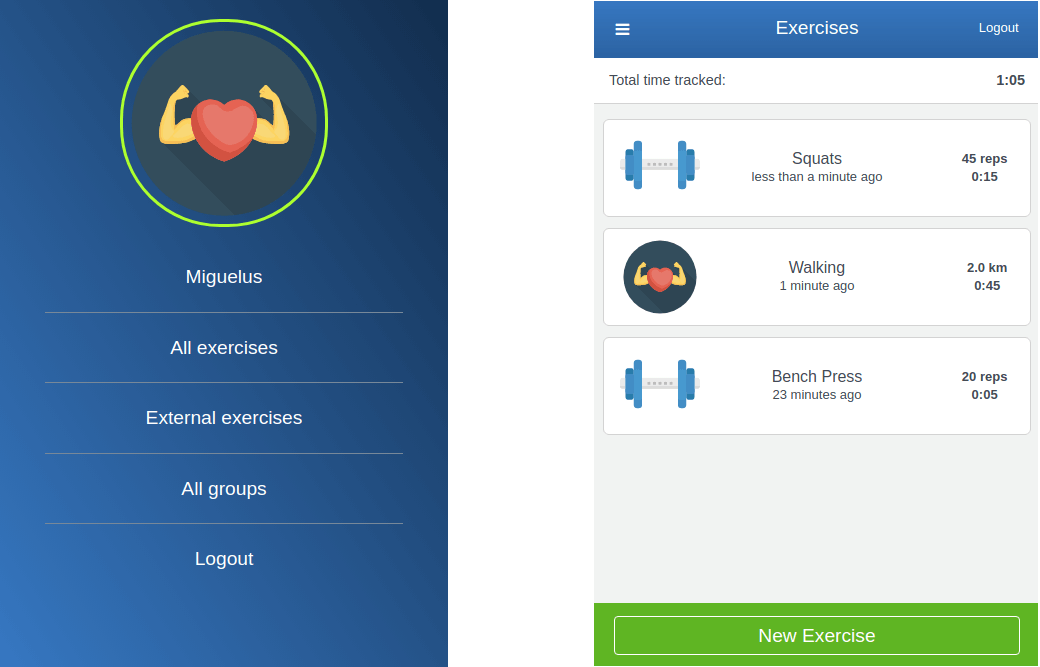 Miguelus
All exercises
External exercises
All groups
Logout
Exercises
Logout
Total time tracked:
1:05
Squats
less than a minute ago
45 reps
0:15
Walking
1 minute ago
2.0 km
0:45
Bench Press
23 minutes ago
20 reps
0:05
New Exercise